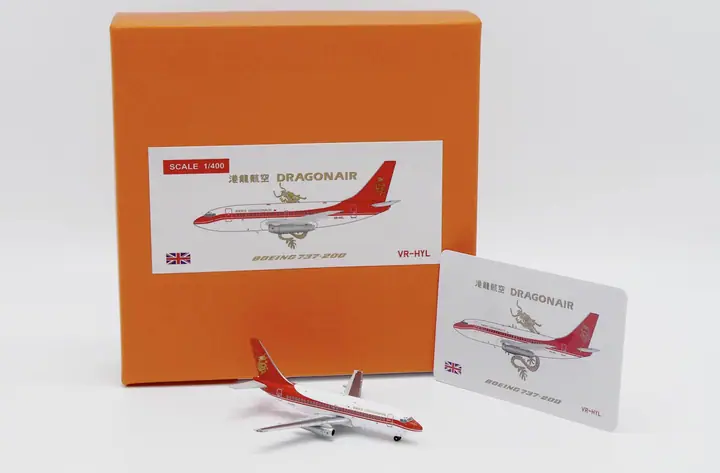 SCALE 1/400
港龍航空 DRAGONAIR
BOEING 737-200
VR-HYL
港龍航空 DRAGONAIR
BOEING 737-200
VR-HYL